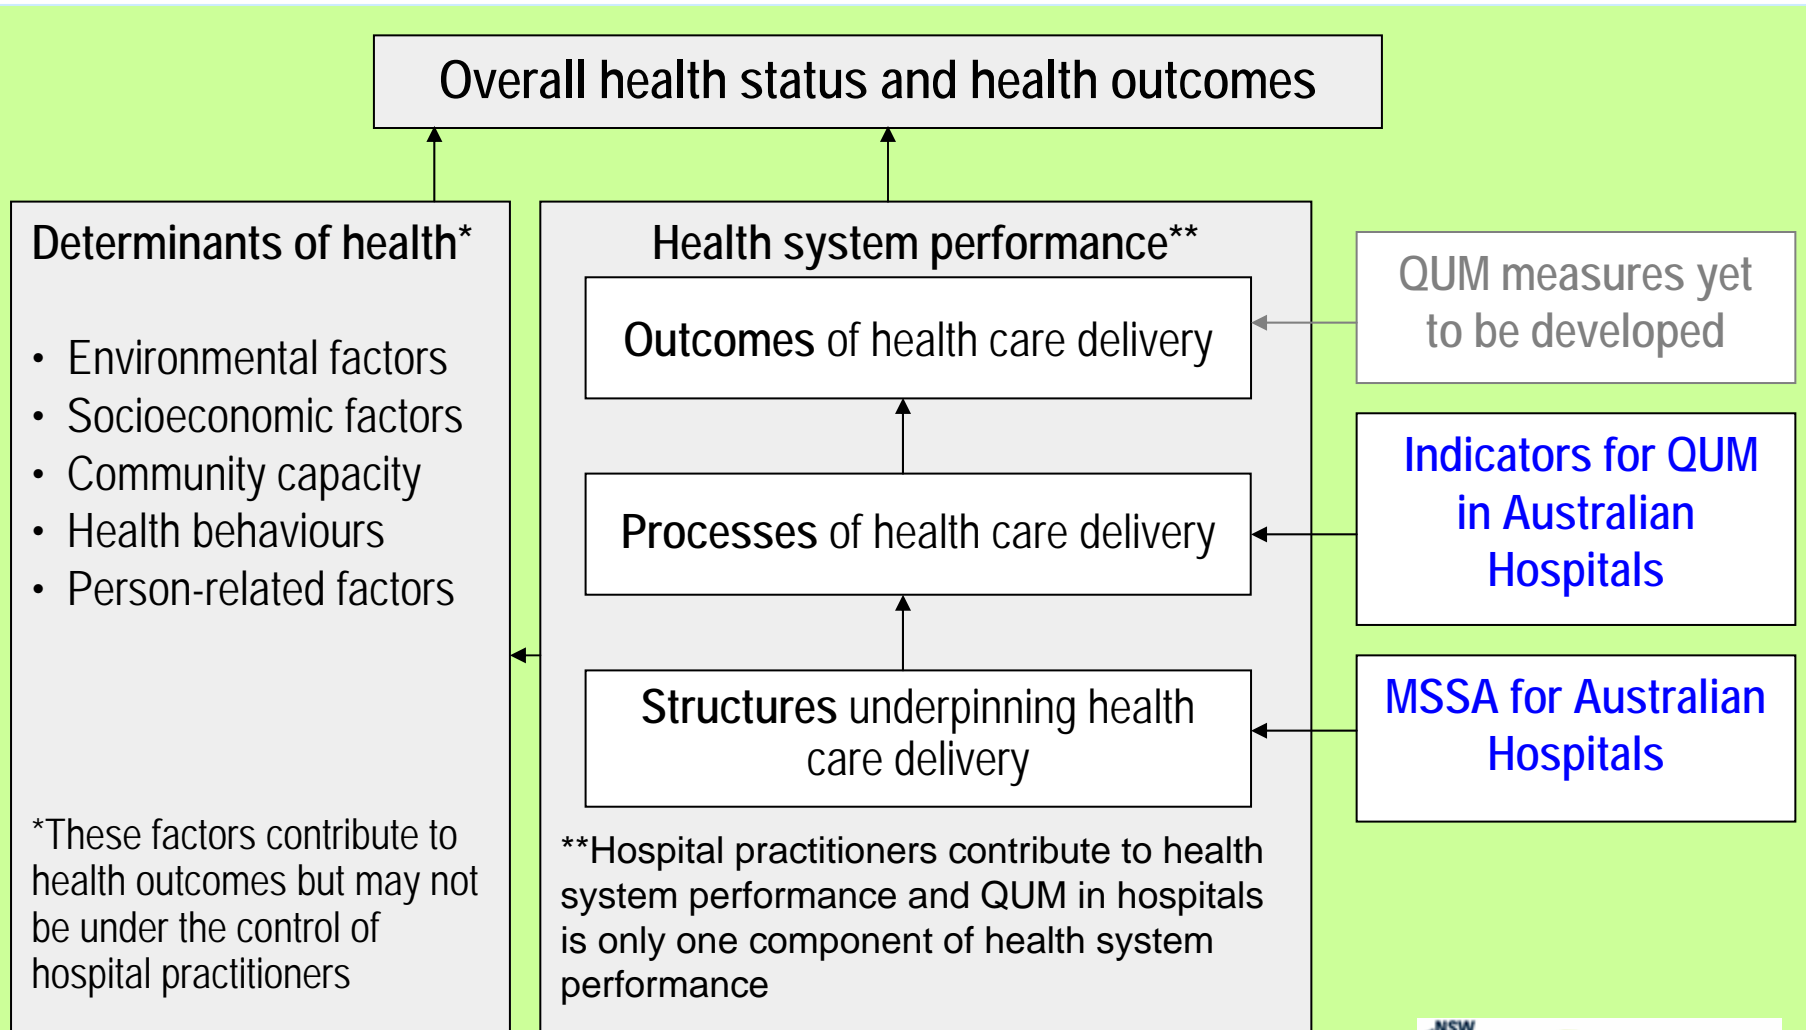 Overall health status and health outcomes
Determinants of health*
• Environmental factors
• Socioeconomic factors
• Community capacity
• Health behaviours
• Person-related factors
*These factors contribute to
health outcomes but may not
be under the control of
hospital practitioners
Health system performance**
Outcomes of health care delivery
Processes of health care delivery
Structures underpinning health
care delivery
**Hospital practitioners contribute to health
system performance and QUM in hospitals
is only one component of health system
performance
QUM measures yet
to be developed
Indicators for QUM
in Australian
Hospitals
MSSA for Australian
Hospitals
NSW